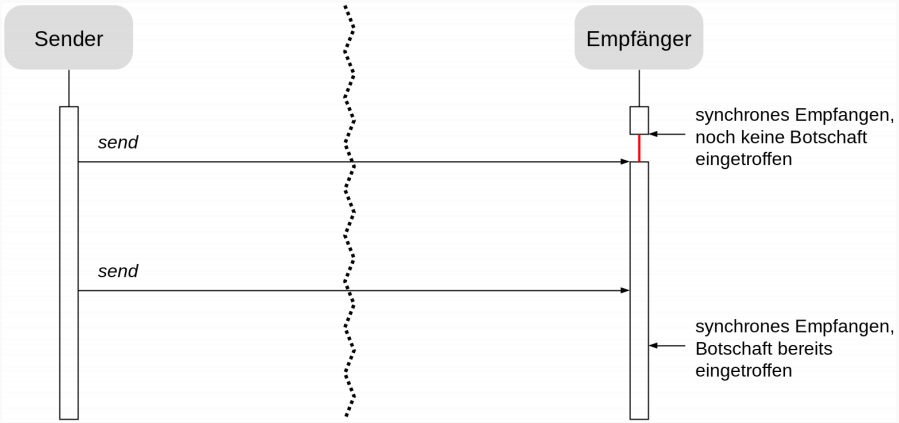 Sender
Empfänger
send
synchrones Empfangen,
noch keine Botschaft
eingetroffen
send
synchrones Empfangen,
Botschaft bereits
eingetroffen